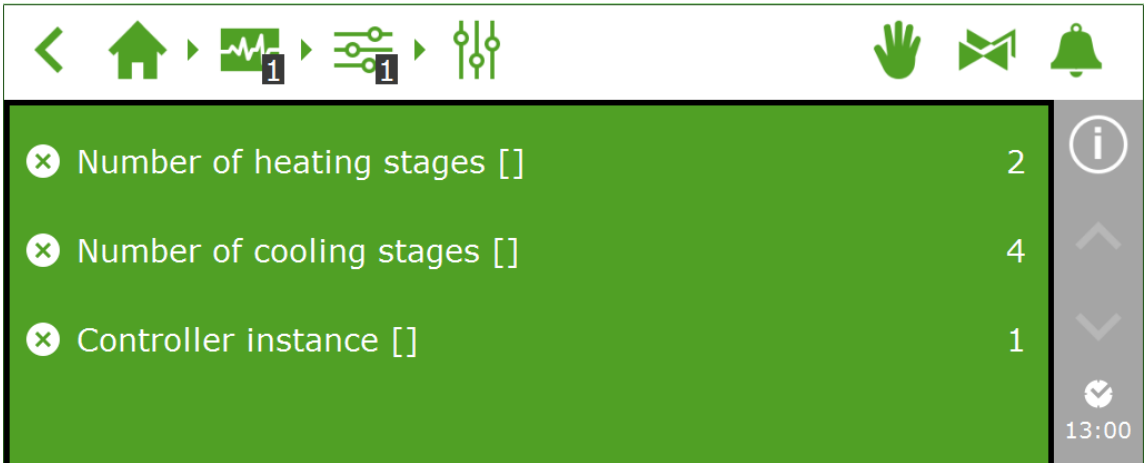 1
1
Number of heating stages [] 2
Number of cooling stages [] 4
Controller instance [] 1
i
13:00